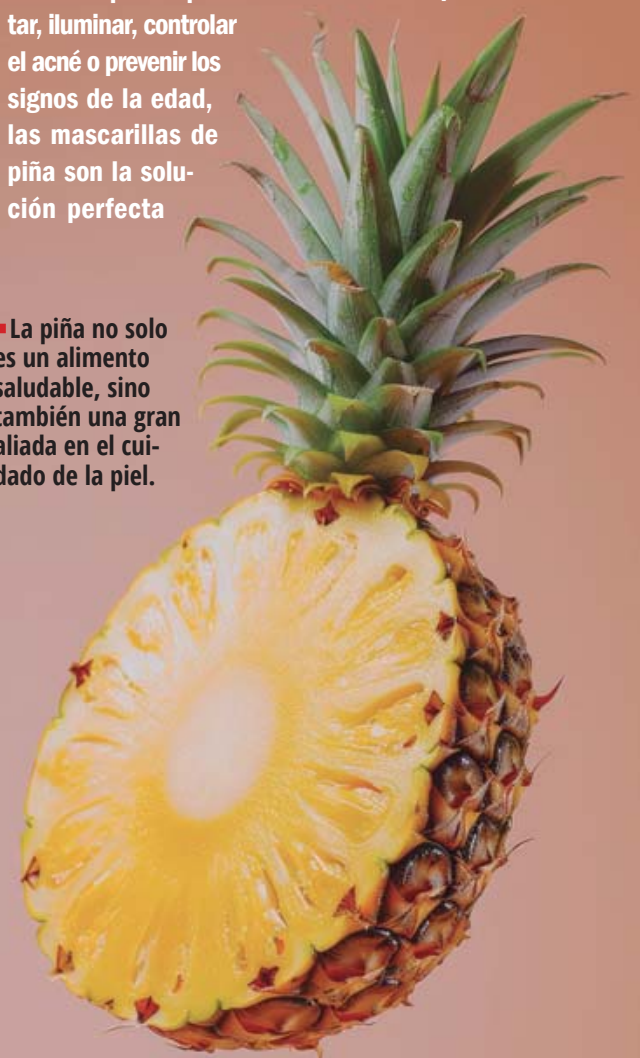 tar, iluminar, controlar
el acné o prevenir los
signos de la edad,
las mascarillas de
piña son la solu-
ción perfecta
La piña no solo
es un alimento
saludable, sino
también una gran
aliada en el cui-
dado de la piel.